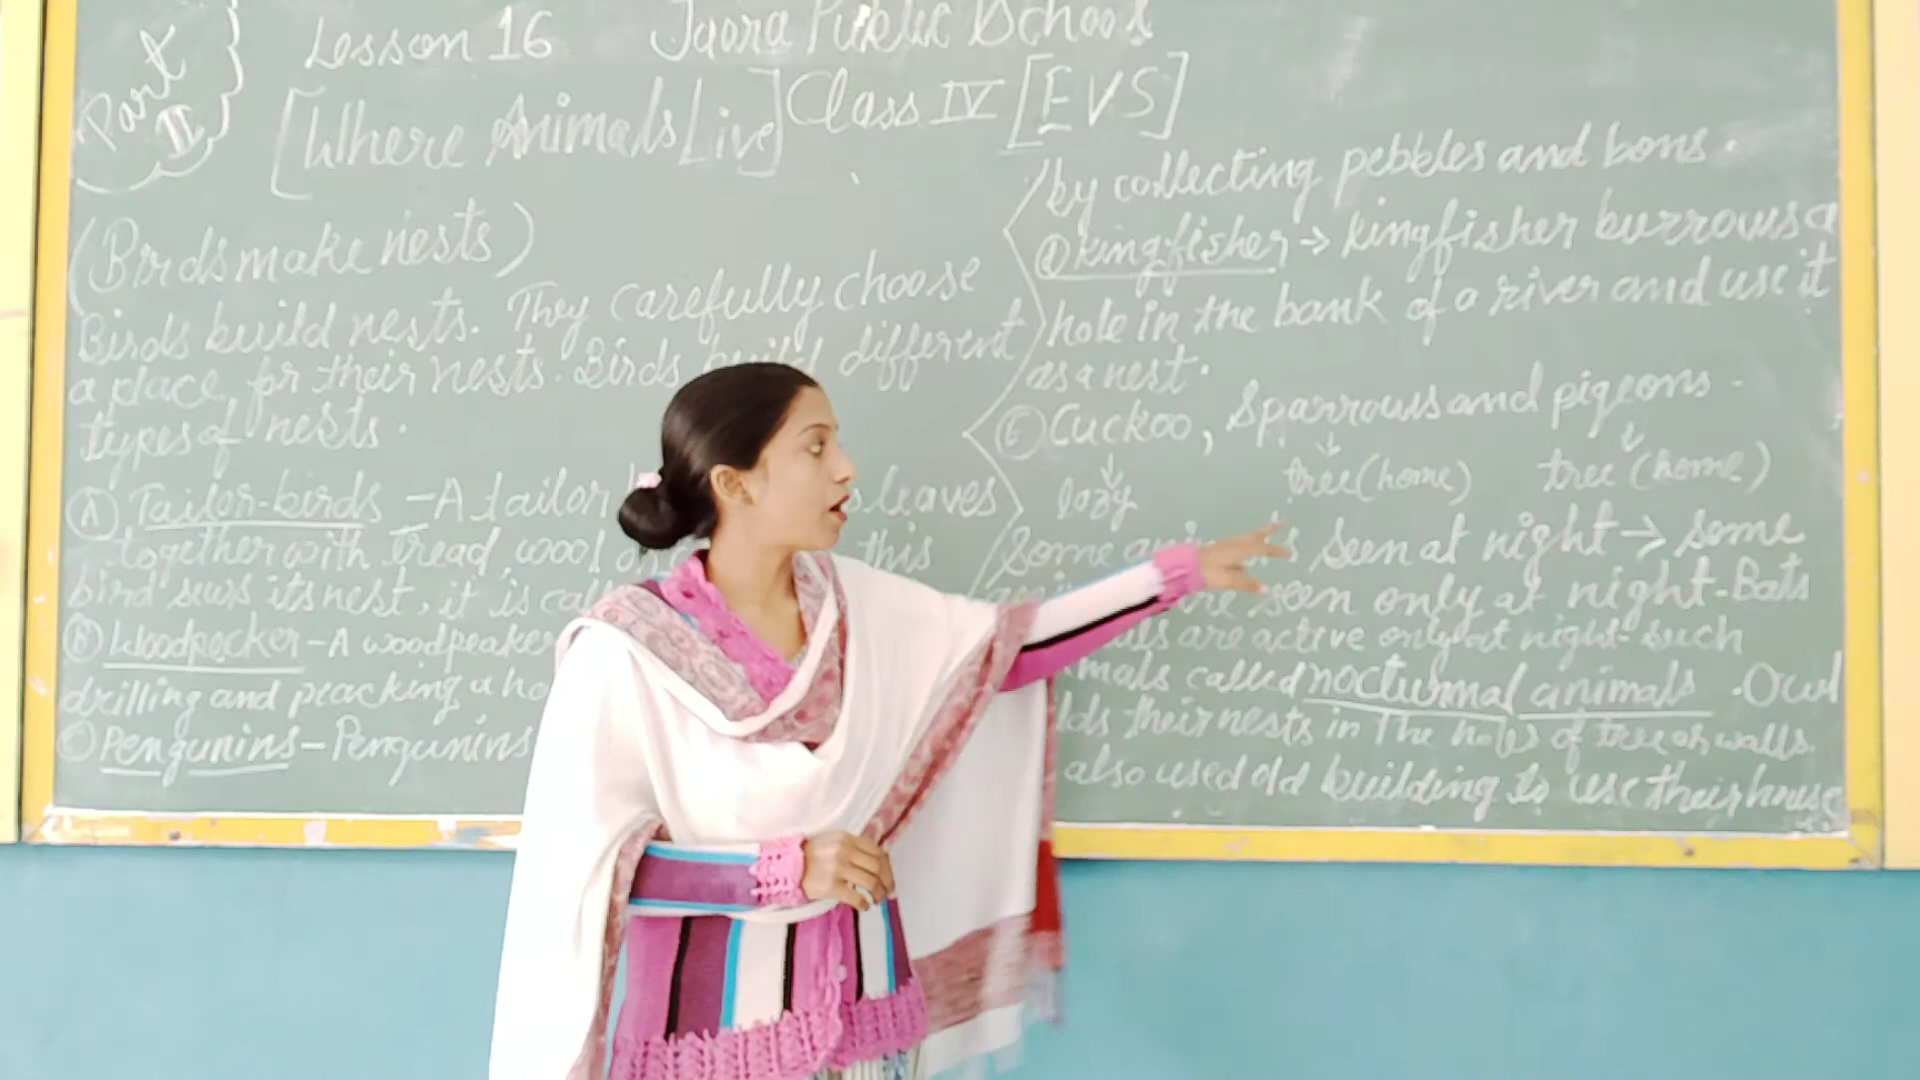 Part II
Lesson 16 Jaora Public School
[Where Animals Live] Class IV [EVS]
(Birds make nests)
Birds build nests. They carefully choose
a place for their nests. Birds build different
types of nests.
(A) Tailor-birds - A tailor leaves
together with tread, wool this
bird sews its nest, it is
(B) Woodpecker - A woodpeaker
drilling and peacking a
(C) Pengunins - Pengunins
by collecting pebbles and bons.
(D) kingfisher → kingfisher burrows a
hole in the bank of a river and use it
as a nest.
(E) Cuckoo, Sparrows and pigeons -
↓ ↓ ↓
lazy tree (home) tree (home)
Some seen at night → some
seen only at night - Bats
are active only at night - such
called nocturnal animals. Owl
their nests in the holes of tree or walls.
also used old building to use their house